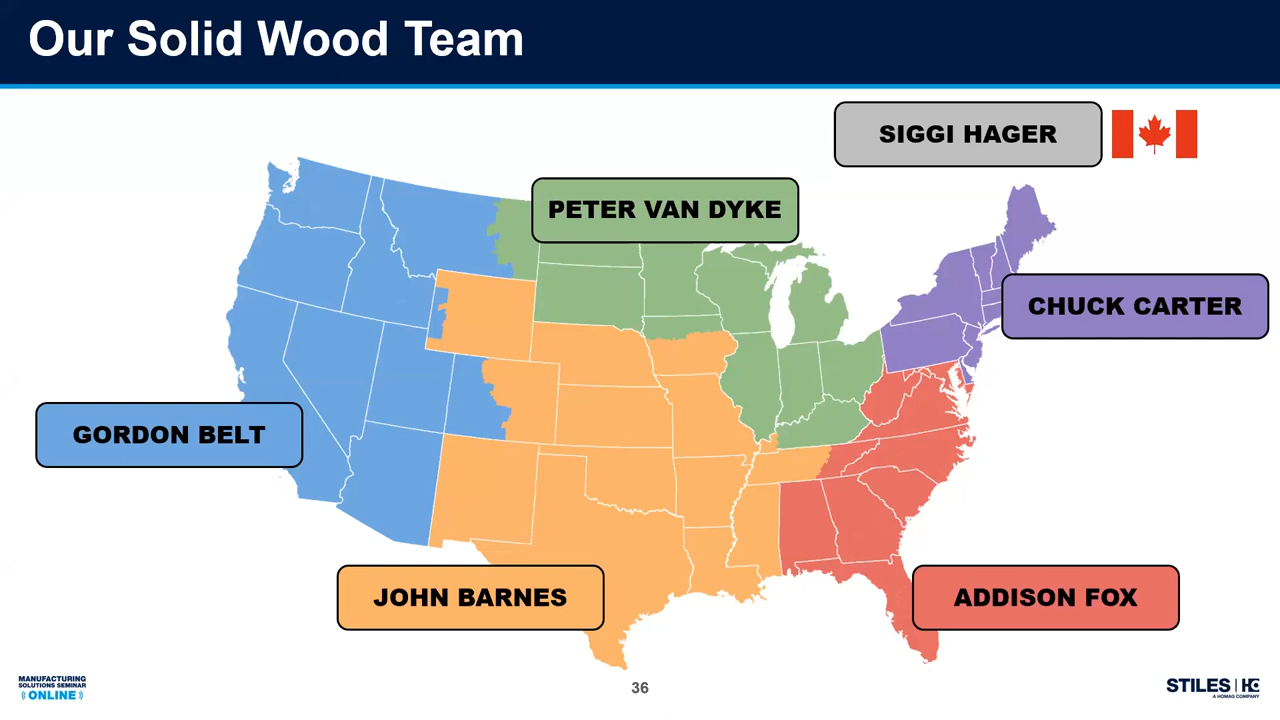 Our Solid Wood Team
SIGGI HAGER
PETER VAN DYKE
CHUCK CARTER
GORDON BELT
JOHN BARNES
ADDISON FOX
MANUFACTURING
SOLUTIONS SEMINAR
ONLINE
36
STILES | HC
A HOMAG COMPANY